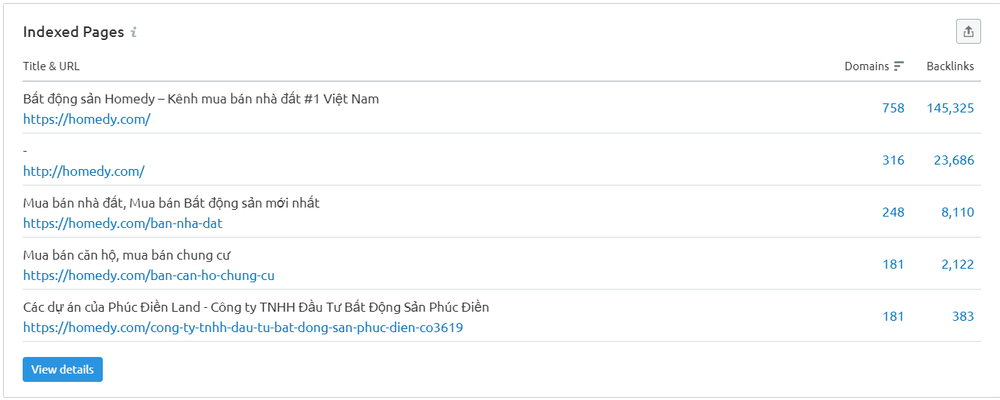 Indexed Pages
Title & URL Domains Backlinks
Bất động sản Homedy – Kênh mua bán nhà đất #1 Việt Nam
https://homedy.com/ 758 145,325
-
http://homedy.com/ 316 23,686
Mua bán nhà đất, Mua bán Bất động sản mới nhất
https://homedy.com/ban-nha-dat 248 8,110
Mua bán căn hộ, mua bán chung cư
https://homedy.com/ban-can-ho-chung-cu 181 2,122
Các dự án của Phúc Điền Land - Công ty TNHH Đầu Tư Bất Động Sản Phúc Điền
https://homedy.com/cong-ty-tnhh-dau-tu-bat-dong-san-phuc-dien-co3619 181 383
View details